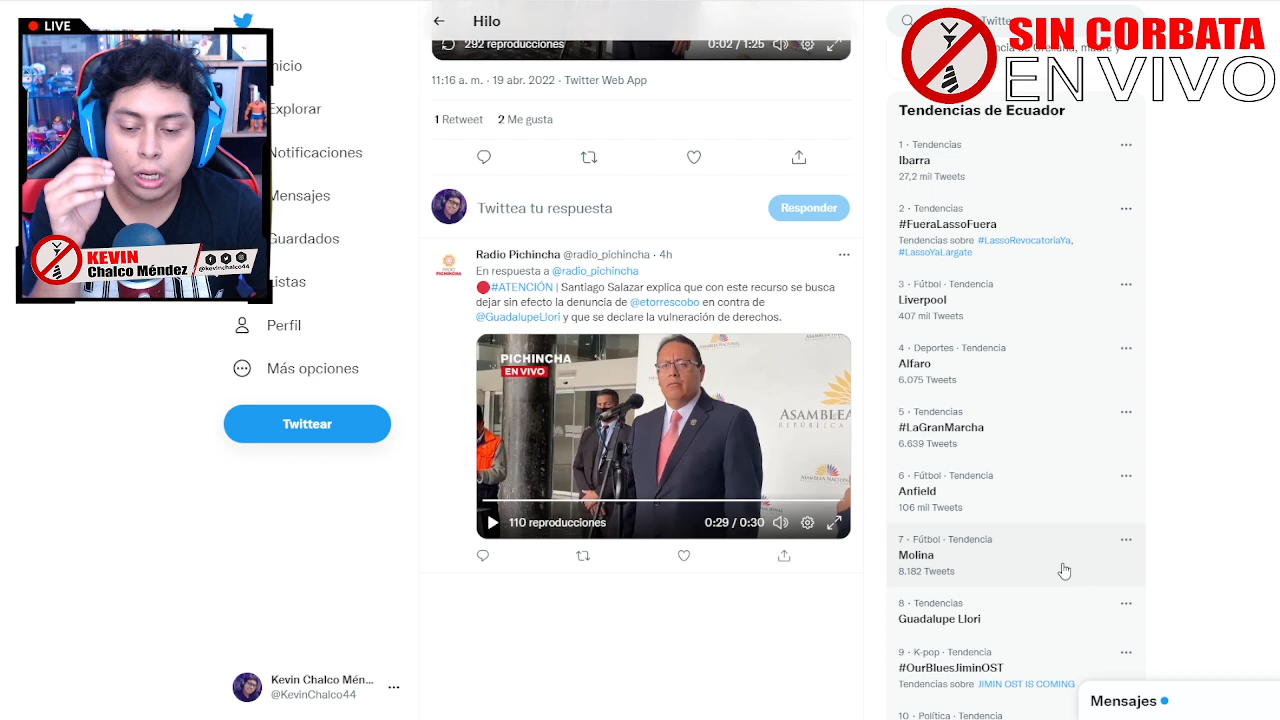 LIVE
KEVIN
Chalco Méndez
@kevinchalco44
Inicio
Explorar
Notificaciones
Mensajes
Guardados
Listas
Perfil
Más opciones
Twittear
Kevin Chalco Mén...
@KevinChalco44
Hilo
292 reproducciones
0:02 / 1:25
11:16 a. m. · 19 abr. 2022 · Twitter Web App
1 Retweet 2 Me gusta
Twittea tu respuesta
Responder
Radio Pichincha @radio_pichincha · 4h
En respuesta a @radio_pichincha
#ATENCIÓN | Santiago Salazar explica que con este recurso se busca
dejar sin efecto la denuncia de @etorrescobo en contra de
@GuadalupeLlori y que se declare la vulneración de derechos.
PICHINCHA
EN VIVO
ASAMBLEA
110 reproducciones
0:29 / 0:30
SIN CORBATA
EN VIVO
Tendencias de Ecuador
1 · Tendencias
Ibarra
27,2 mil Tweets
2 · Tendencias
#FueraLassoFuera
Tendencias sobre #LassoRevocatoriaYa,
#LassoYaLargate
3 · Fútbol · Tendencia
Liverpool
407 mil Tweets
4 · Deportes · Tendencia
Alfaro
6.075 Tweets
5 · Tendencias
#LaGranMarcha
6.639 Tweets
6 · Fútbol · Tendencia
Anfield
106 mil Tweets
7 · Fútbol · Tendencia
Molina
8.182 Tweets
8 · Tendencias
Guadalupe Llori
9 · K-pop · Tendencia
#OurBluesJiminOST
Tendencias sobre JIMIN OST IS COMING
10 · Política · Tendencia
Mensajes